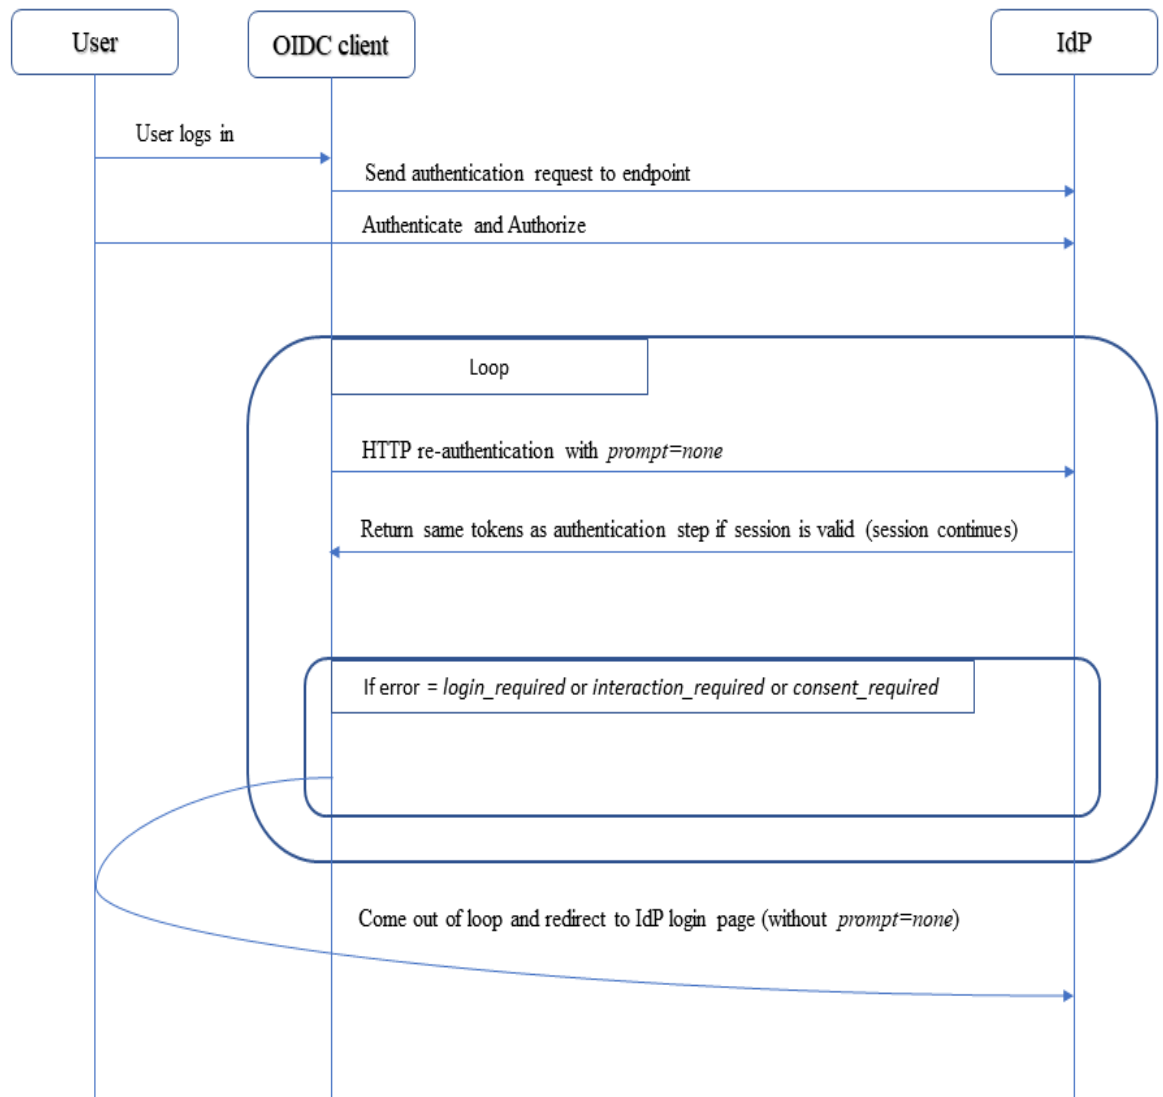 User
OIDC client
IdP
User logs in
Send authentication request to endpoint
Authenticate and Authorize
Loop
HTTP re-authentication with prompt=none
Return same tokens as authentication step if session is valid (session continues)
If error = login_required or interaction_required or consent_required
Come out of loop and redirect to IdP login page (without prompt=none)